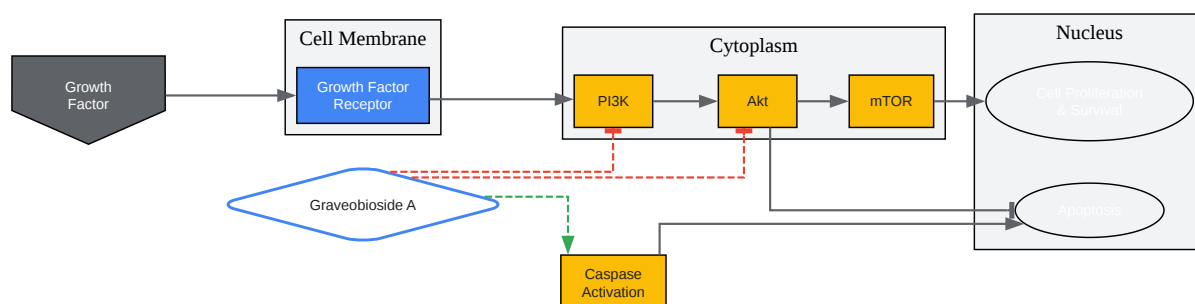 Growth
Factor
Cell Membrane
Growth Factor
Receptor
Cytoplasm
PI3K
Akt
mTOR
Nucleus
Cell Proliferation
& Survival
Apoptosis
Graveobioside A
Caspase
Activation